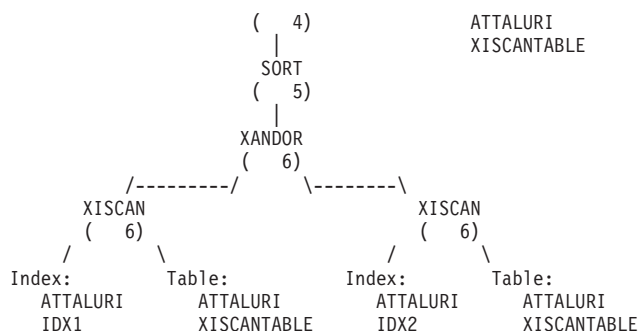 (   4)                ATTALURI
|                  XISCANTABLE
SORT
(   5)
|
XANDOR
(   6)
/---------/      \--------\
XISCAN                           XISCAN
(   6)                           (   6)
/        \                       /        \
Index:         Table:            Index:         Table:
ATTALURI       ATTALURI          ATTALURI       ATTALURI
IDX1           XISCANTABLE       IDX2           XISCANTABLE